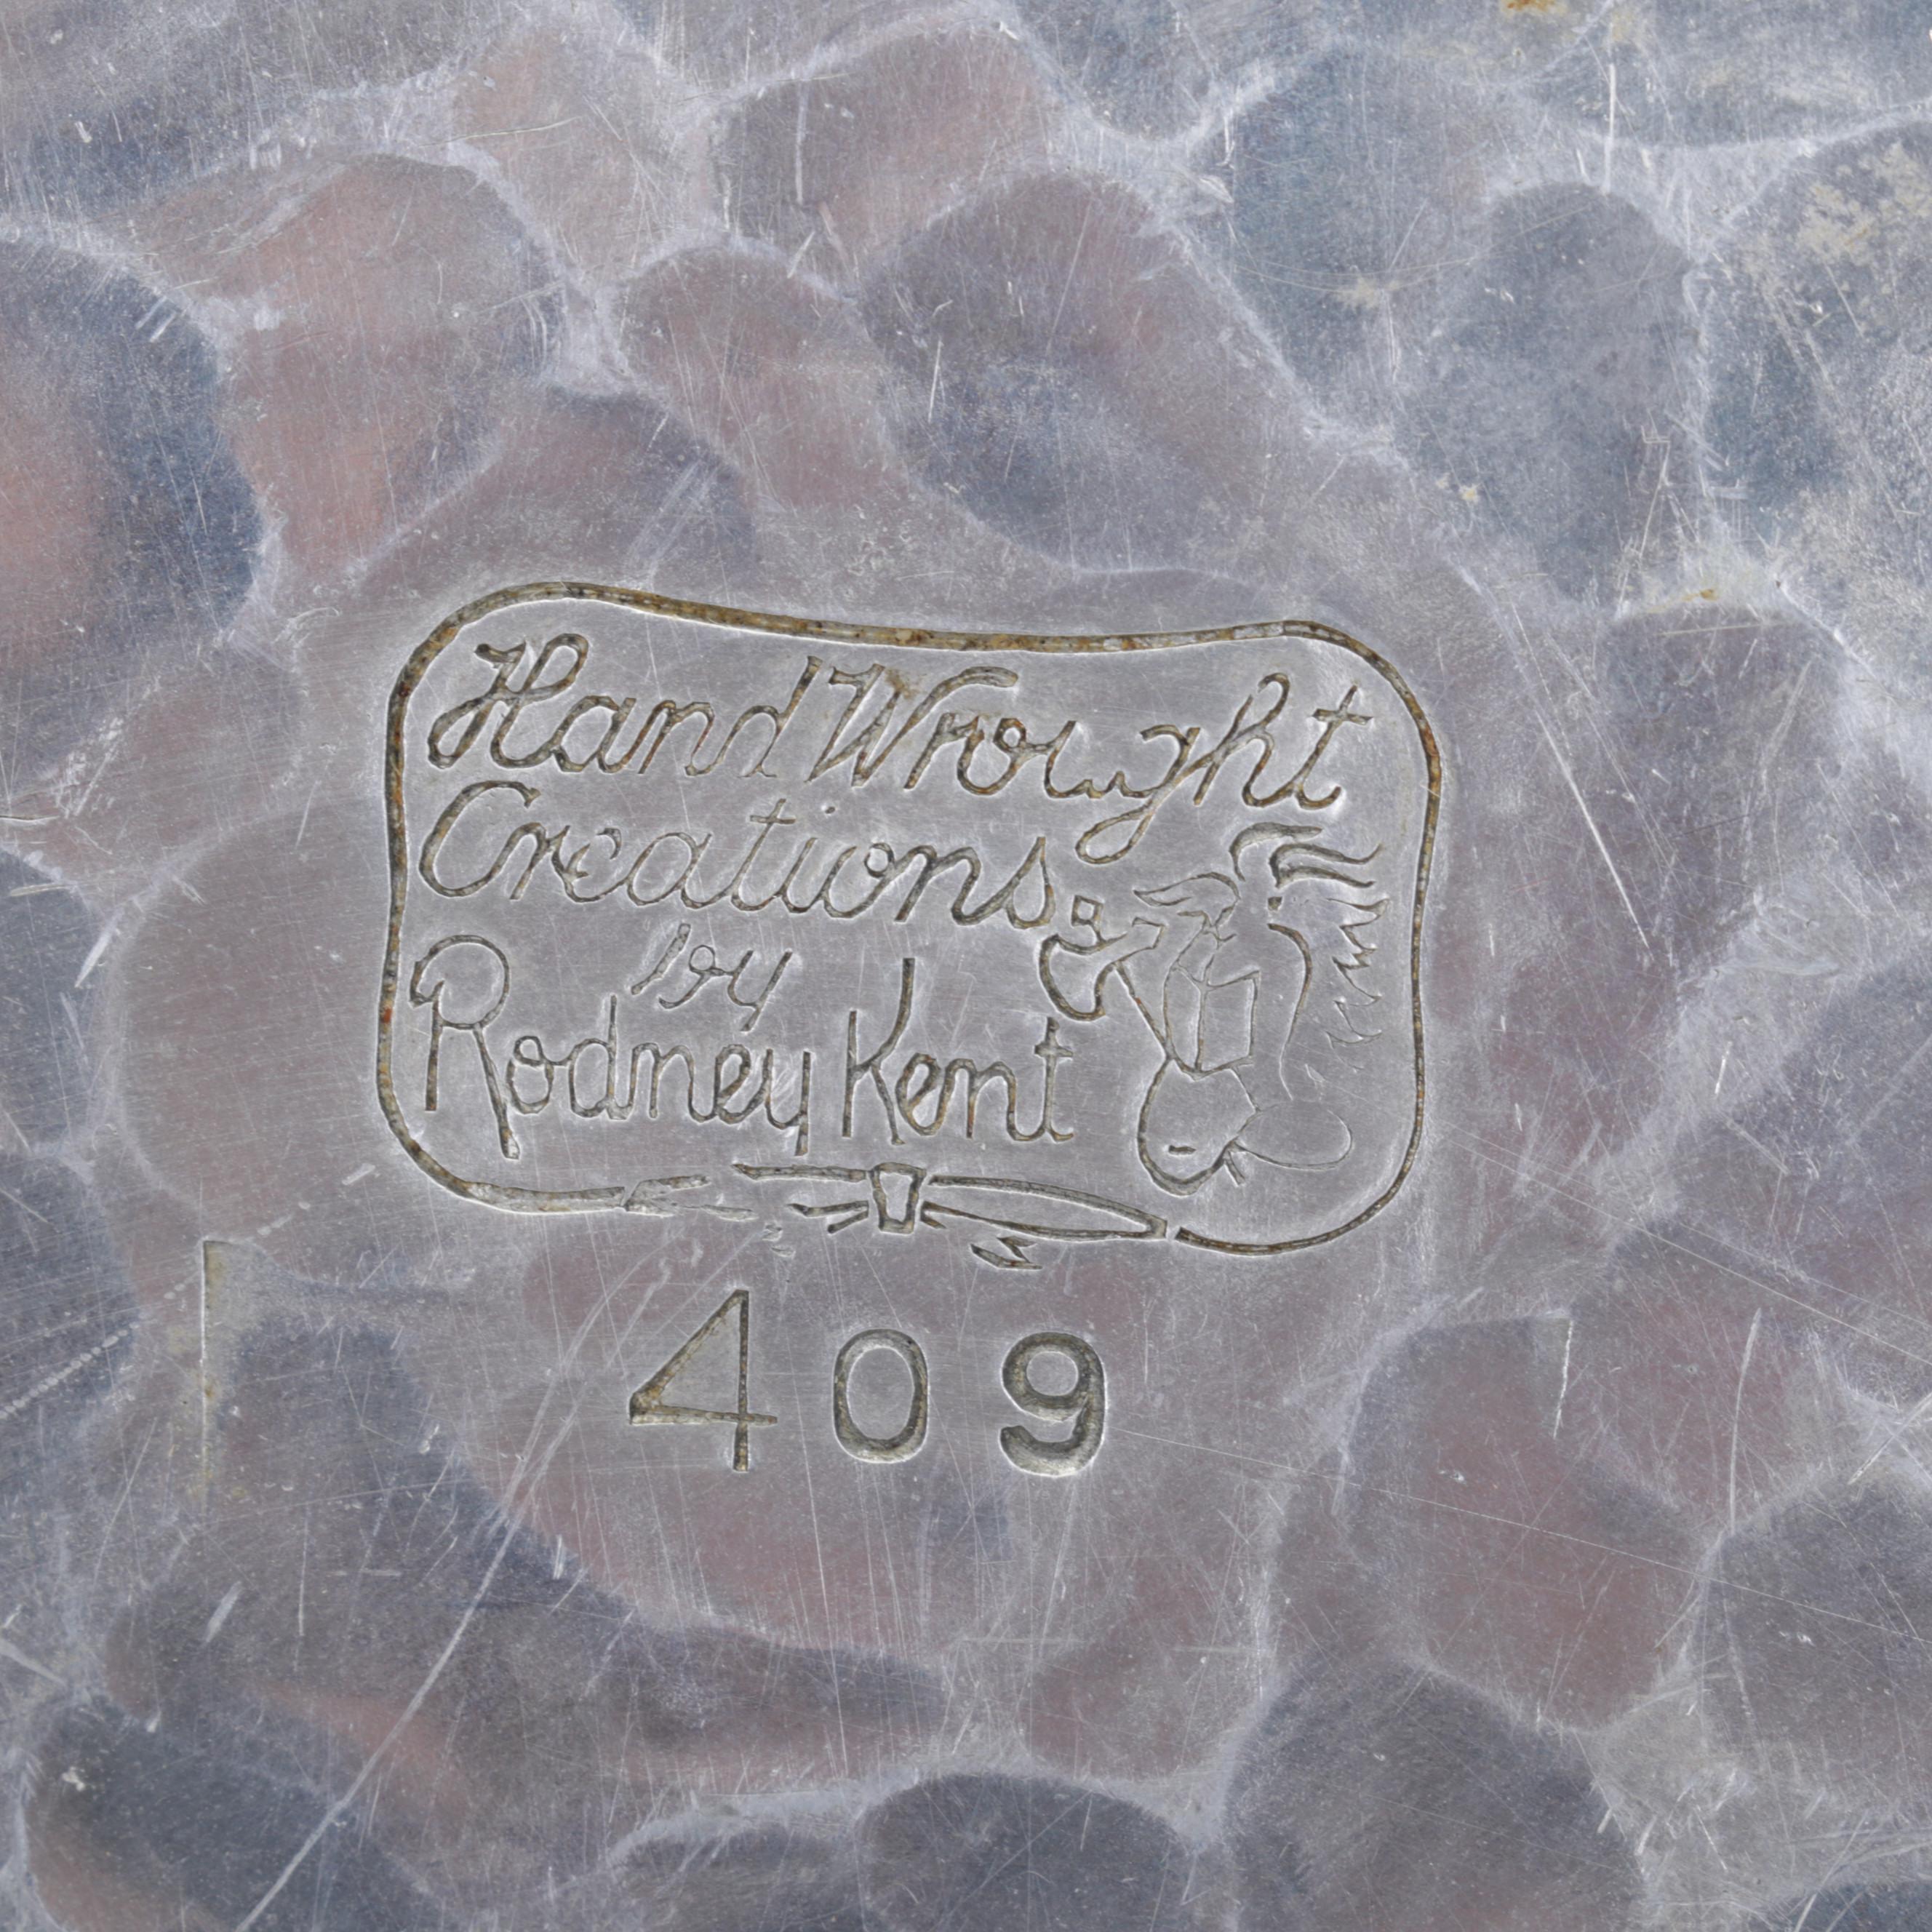 Hand Wrought
Creations
by
Rodney Kent
409